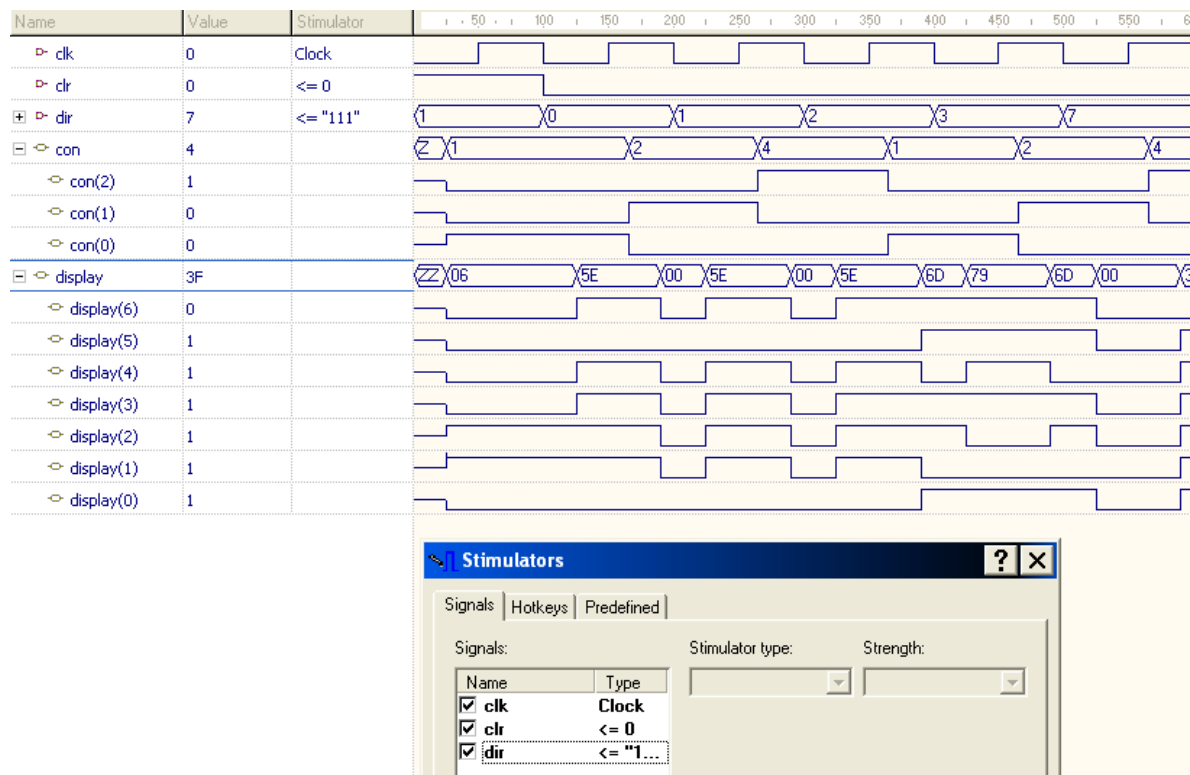 Name Value Stimulator 50 100 150 200 250 300 350 400 450 500 550 6
clk 0 Clock
clr 0 <= 0
dir 7 <= "111" 1 0 1 2 3 7
con 4 Z 1 2 4 1 2 4
con(2) 1
con(1) 0
con(0) 0
display 3F ZZ 06 5E 00 5E 00 5E 6D 79 6D 00 3
display(6) 0
display(5) 1
display(4) 1
display(3) 1
display(2) 1
display(1) 1
display(0) 1
Stimulators
Signals Hotkeys Predefined
Signals: Stimulator type: Strength:
Name Type
clk Clock
clr <= 0
dir <= "1...